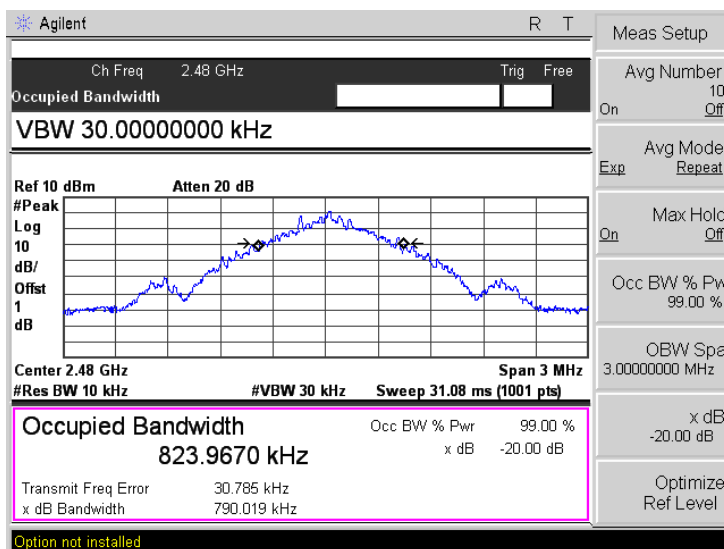 Agilent R T
Ch Freq 2.48 GHz Trig Free
Occupied Bandwidth
VBW 30.00000000 kHz
Ref 10 dBm Atten 20 dB
#Peak
Log
10
dB/
Offst
1
dB
Center 2.48 GHz Span 3 MHz
#Res BW 10 kHz #VBW 30 kHz Sweep 31.08 ms (1001 pts)
Occupied Bandwidth
823.9670 kHz
Occ BW % Pwr 99.00 %
x dB -20.00 dB
Transmit Freq Error 30.785 kHz
x dB Bandwidth 790.019 kHz
Option not installed
Meas Setup
Avg Number
10
On Off
Avg Mode
Exp Repeat
Max Hold
On Off
Occ BW % Pw
99.00 %
OBW Spa
3.00000000 MHz
x dB
-20.00 dB
Optimize
Ref Level